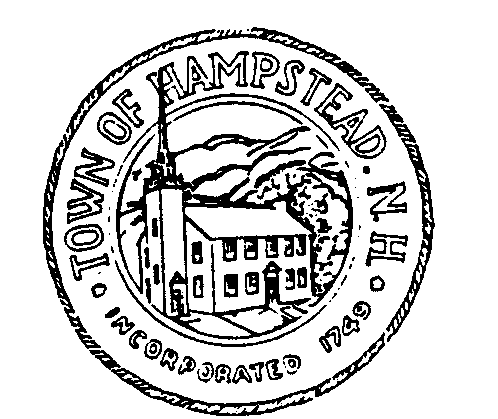 TOWN OF HAMPSTEAD. N H
INCORPORATED 1749